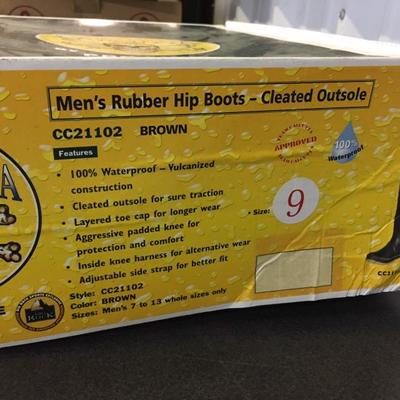 Men's Rubber Hip Boots – Cleated Outsole
CC21102 BROWN
Features
• 100% Waterproof – Vulcanized
construction
• Cleated outsole for sure traction
• Layered toe cap for longer wear
• Aggressive padded knee for
protection and comfort
• Inside knee harness for alternative wear
• Adjustable side strap for better fit
Style: CC21102
Color: BROWN
Sizes: Men's 7 to 13 whole sizes only
APPROVED
100%
Waterproof
• Size: 9
CC21
A
E